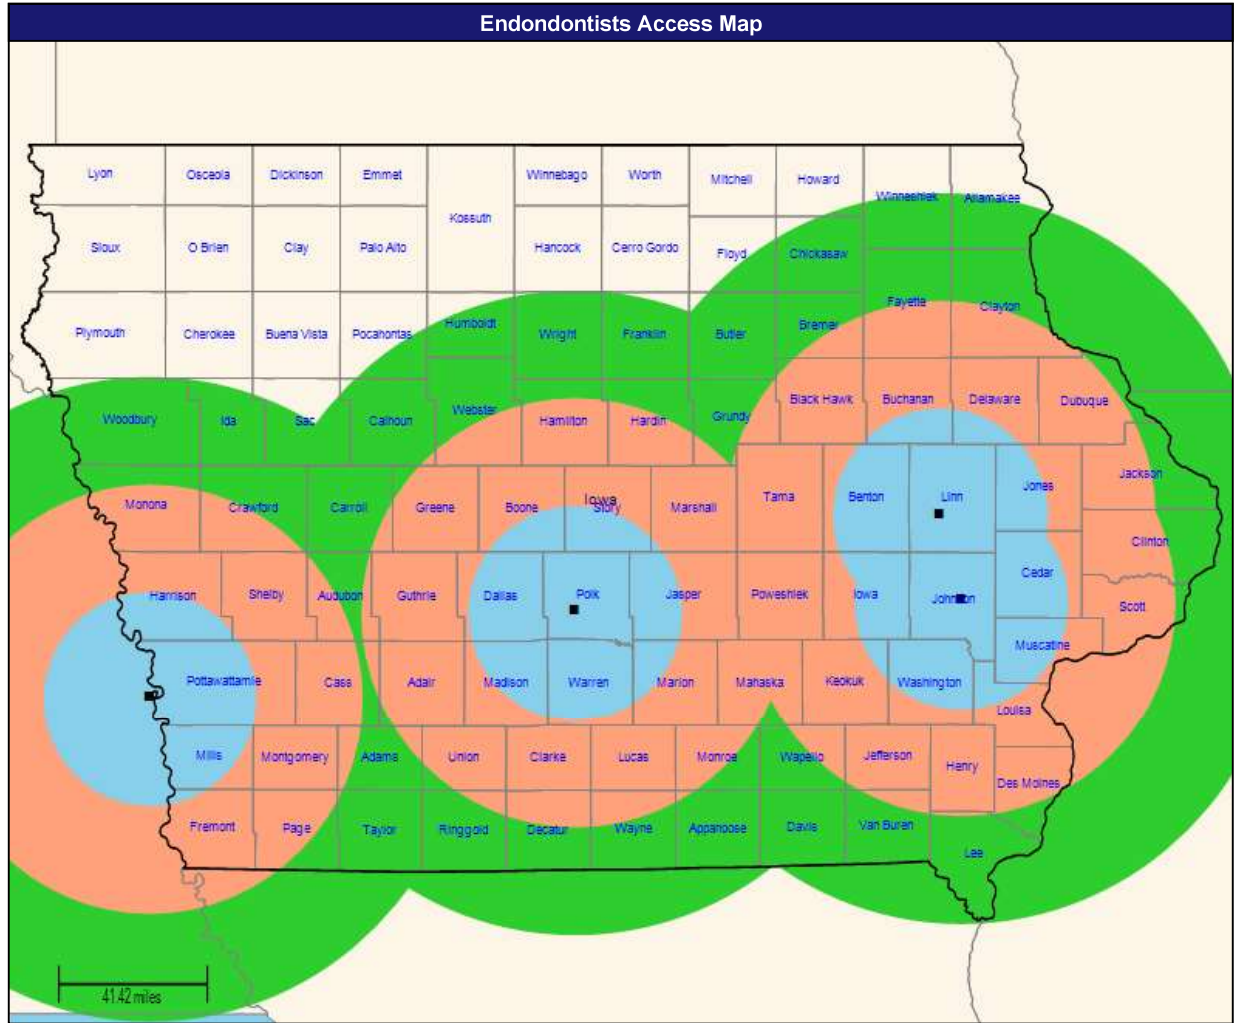 Endondontists Access Map
Lyon Osceola Dickinson Emmet Winnebago Worth Mitchell Howard
Winneshiek Allamakee
Kossuth
Sioux O Brien Clay Palo Alto Hancock Cerro Gordo Floyd Chickasaw
Fayette Clayton
Plymouth Cherokee Buena Vista Pocahontas Humboldt Wright Franklin Butler Bremer
Woodbury Ida Sac Calhoun Webster Hamilton Hardin Grundy Black Hawk Buchanan Delaware Dubuque
Iowa
Monona Crawford Carroll Greene Boone Story Marshall Tama Benton Linn Jones Jackson
Clinton
Harrison Shelby Audubon Guthrie Dallas Polk Jasper Poweshiek Iowa Johnson Cedar Scott
Muscatine
Pottawattamie Cass Adair Madison Warren Marion Mahaska Keokuk Washington
Louisa
Mills Montgomery Adams Union Clarke Lucas Monroe Wapello Jefferson Henry
Des Moines
Fremont Page Taylor Ringgold Decatur Wayne Appanoose Davis Van Buren
Lee
41.42 miles